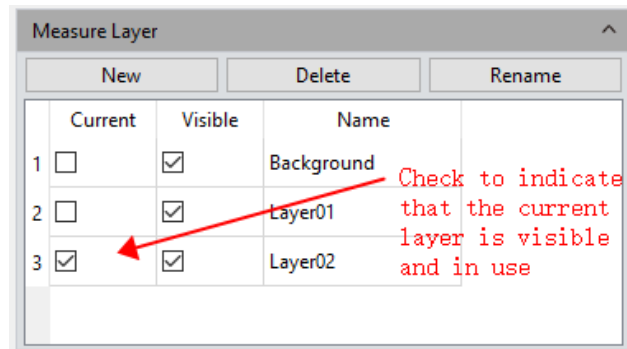 Measure Layer
New Delete Rename
Current Visible Name
1 Background
2 Layer01
3 Layer02
Check to indicate
that the current
layer is visible
and in use